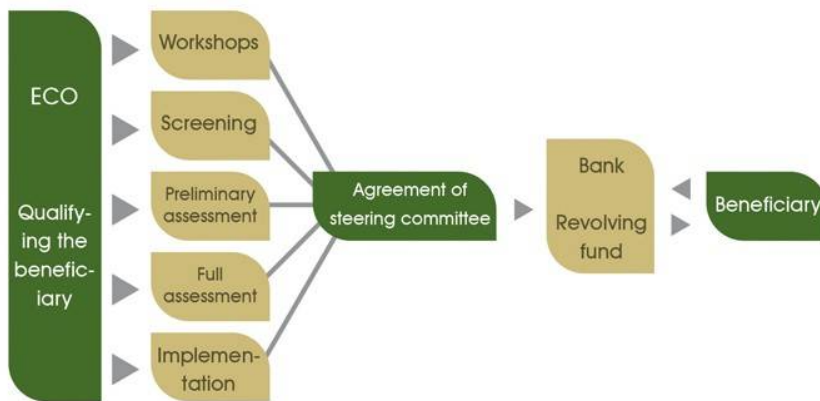 ECO
Qualify-
ing the
benefic-
iary
Workshops
Screening
Preliminary
assessment
Full
assessment
Implemen-
tation
Agreement of
steering committee
Bank
Revolving
fund
Beneficiary